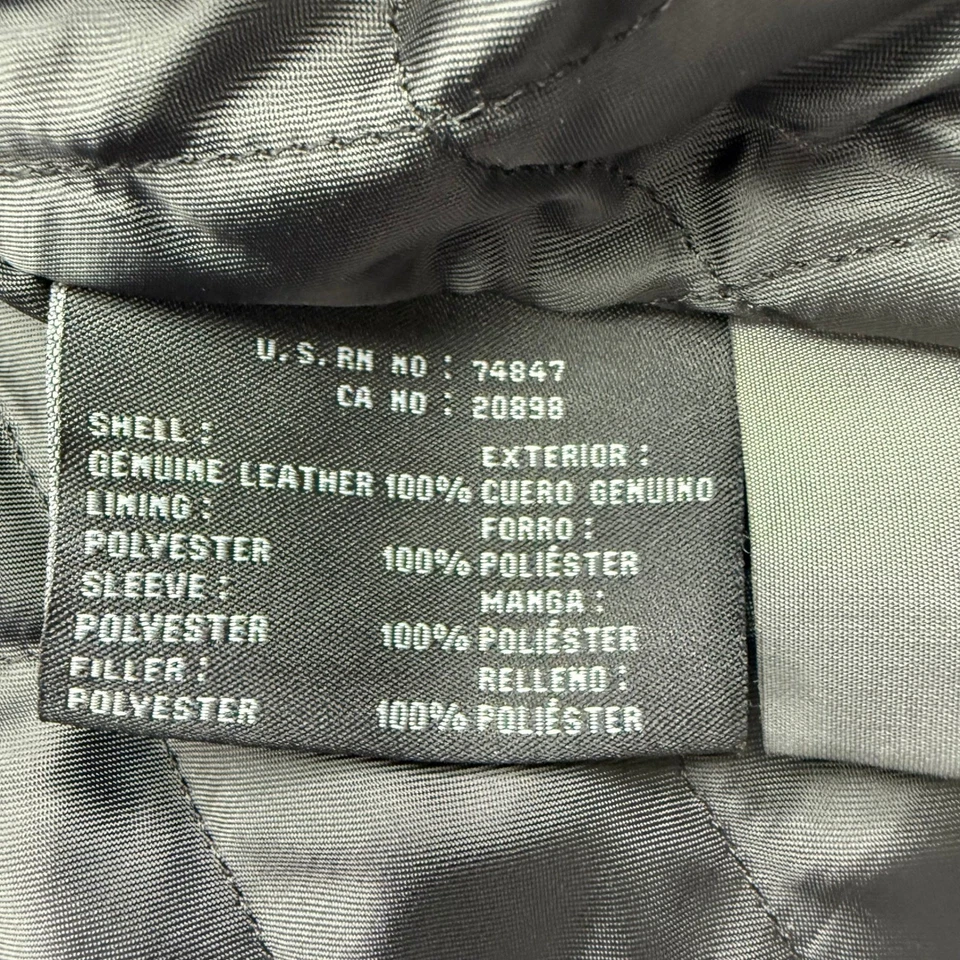 U.S.RN NO : 74847
CA NO : 20898
SHELL :
GENUINE LEATHER 100%
LINING :
POLYESTER 100%
SLEEVE :
POLYESTER 100%
FILLER :
POLYESTER 100%
EXTERIOR :
CUERO GENUINO
FORRO :
POLIÉSTER
MANGA :
POLIÉSTER
RELLENO :
POLIÉSTER